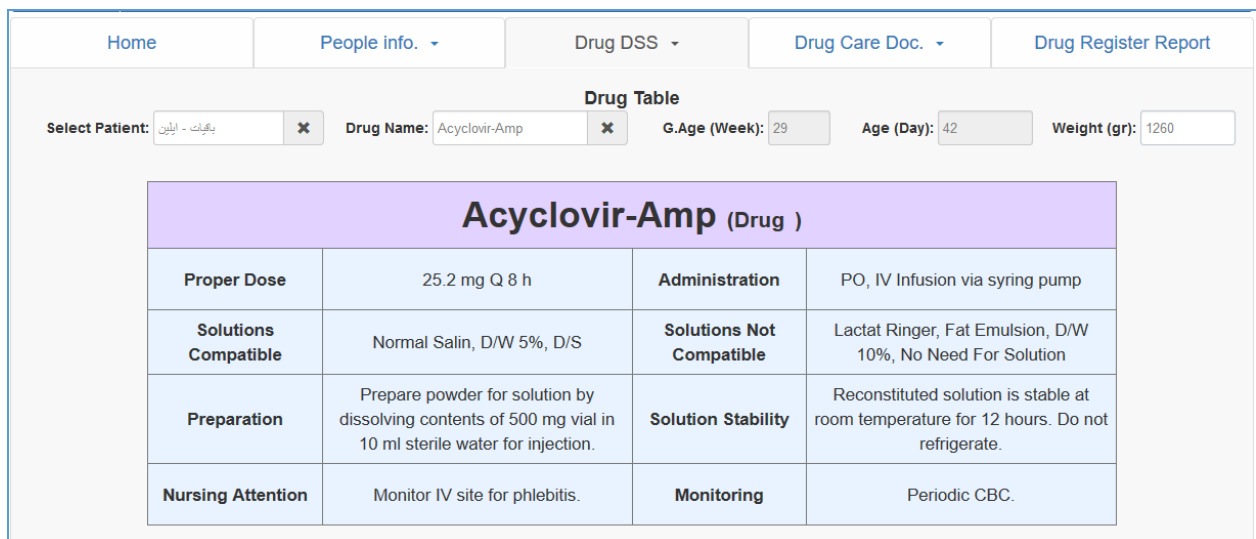 Home People info. Drug DSS Drug Care Doc. Drug Register Report
Drug Table
Select Patient: باقیات - ایلین Drug Name: Acyclovir-Amp G.Age (Week): 29 Age (Day): 42 Weight (gr): 1260
Acyclovir-Amp (Drug )
Proper Dose
25.2 mg Q 8 h
Administration
PO, IV Infusion via syring pump
Solutions
Compatible
Normal Salin, D/W 5%, D/S
Solutions Not
Compatible
Lactat Ringer, Fat Emulsion, D/W
10%, No Need For Solution
Preparation
Prepare powder for solution by
dissolving contents of 500 mg vial in
10 ml sterile water for injection.
Solution Stability
Reconstituted solution is stable at
room temperature for 12 hours. Do not
refrigerate.
Nursing Attention
Monitor IV site for phlebitis.
Monitoring
Periodic CBC.